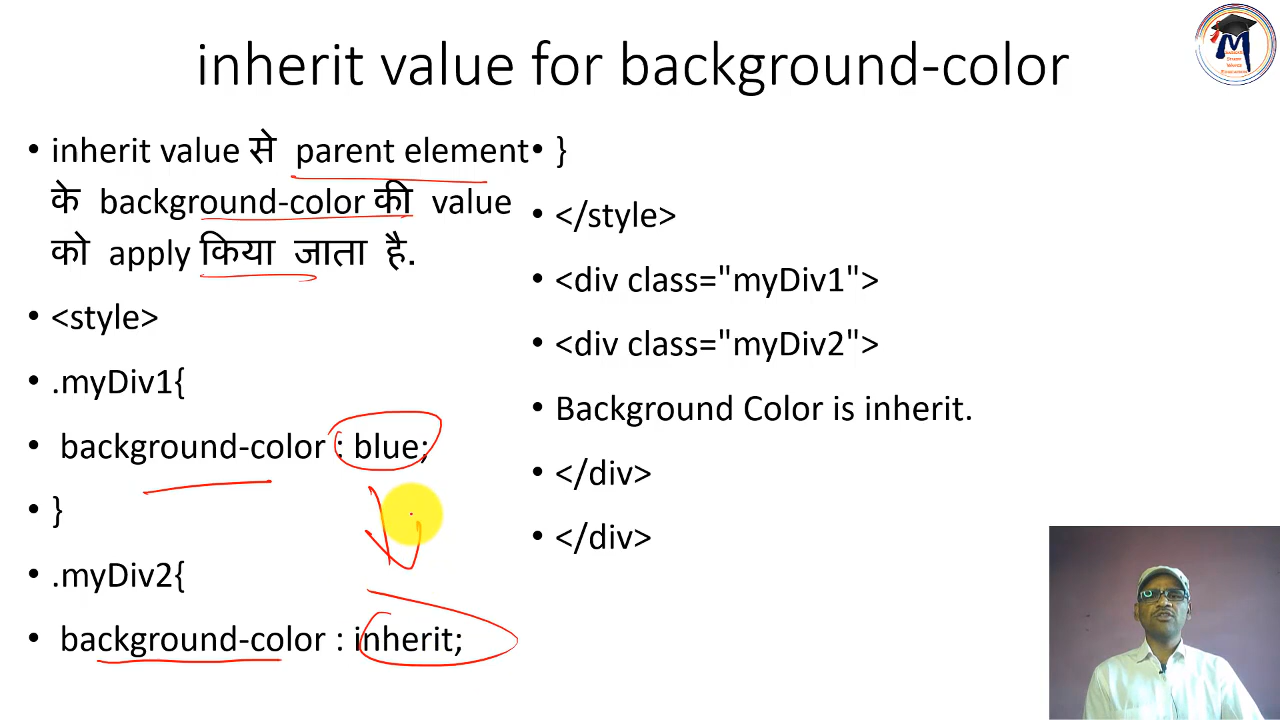 inherit value for background-color
• inherit value से parent element
के background-color की value
को apply किया जाता है.
• <style>
• .myDiv1{
• background-color : blue;
• }
• .myDiv2{
• background-color : inherit;
• }
• </style>
• <div class="myDiv1">
• <div class="myDiv2">
• Background Color is inherit.
• </div>
• </div>